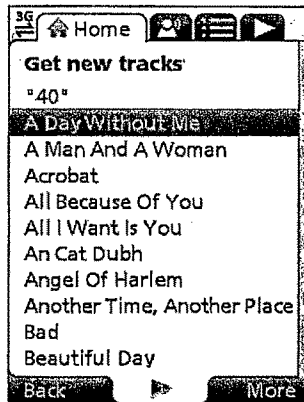 3G
Home
Get new tracks
"40"
A Day Without Me
A Man And A Woman
Acrobat
All Because Of You
All I Want Is You
An Cat Dubh
Angel Of Harlem
Another Time, Another Place
Bad
Beautiful Day
Back More